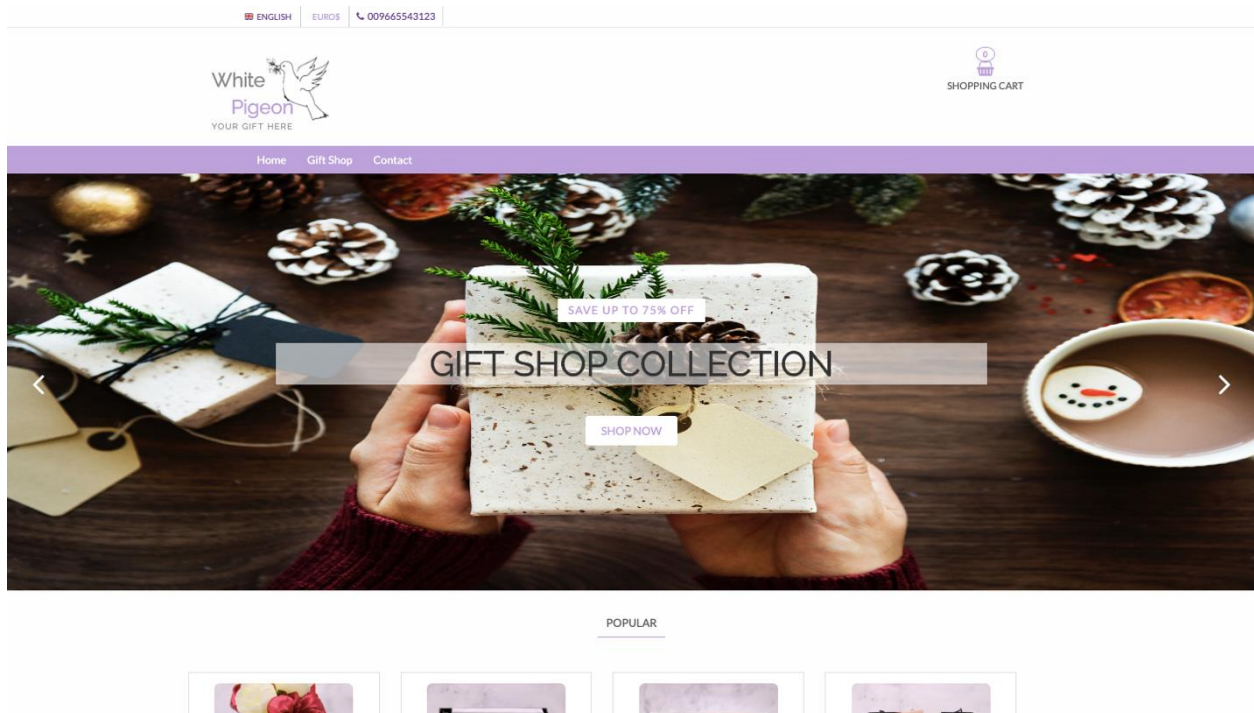 ENGLISH EURO$ 009665543123
White
Pigeon
YOUR GIFT HERE
0
SHOPPING CART
Home Gift Shop Contact
SAVE UP TO 75% OFF
GIFT SHOP COLLECTION
SHOP NOW
POPULAR